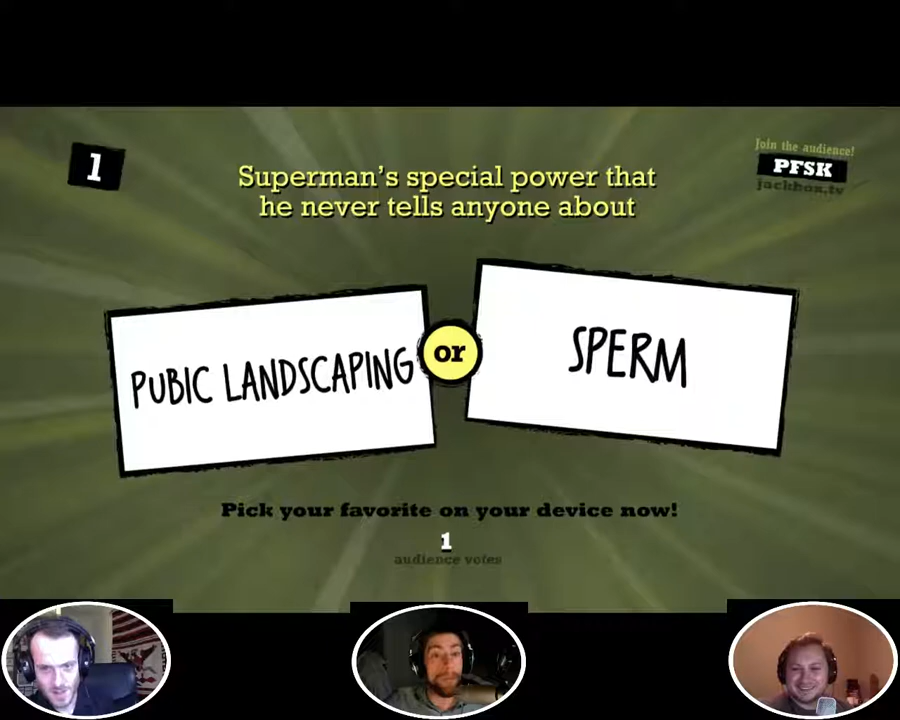 1
Join the audience!
PFSK
jackbox.tv
Superman's special power that
he never tells anyone about
PUBIC LANDSCAPING
or
SPERM
Pick your favorite on your device now!
1
audience votes